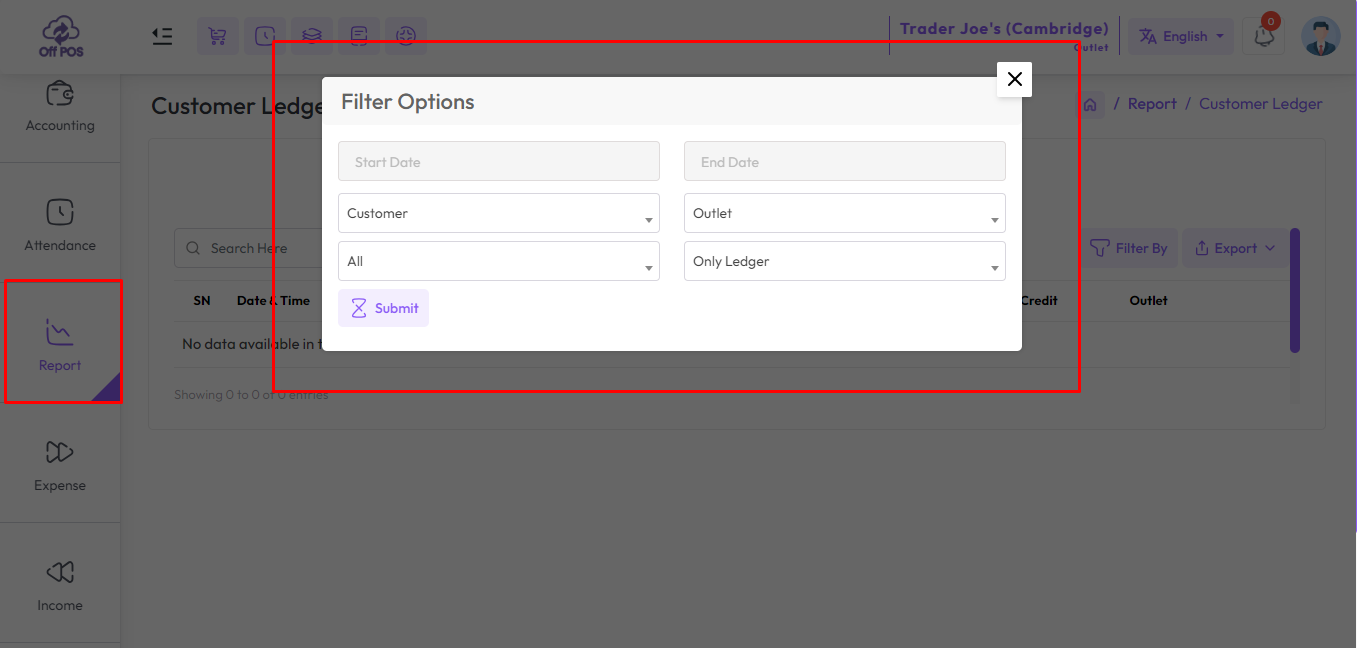 Off POS
Trader Joe's (Cambridge)
Outlet
English
0
Accounting
Attendance
Report
Expense
Income
Customer Ledge
/ Report / Customer Ledger
Filter Options
Start Date
End Date
Customer
Outlet
All
Only Ledger
Submit
Search Here
Filter By
Export
SN
Date & Time
Credit
Outlet
No data available in t
Showing 0 to 0 of 0 entries